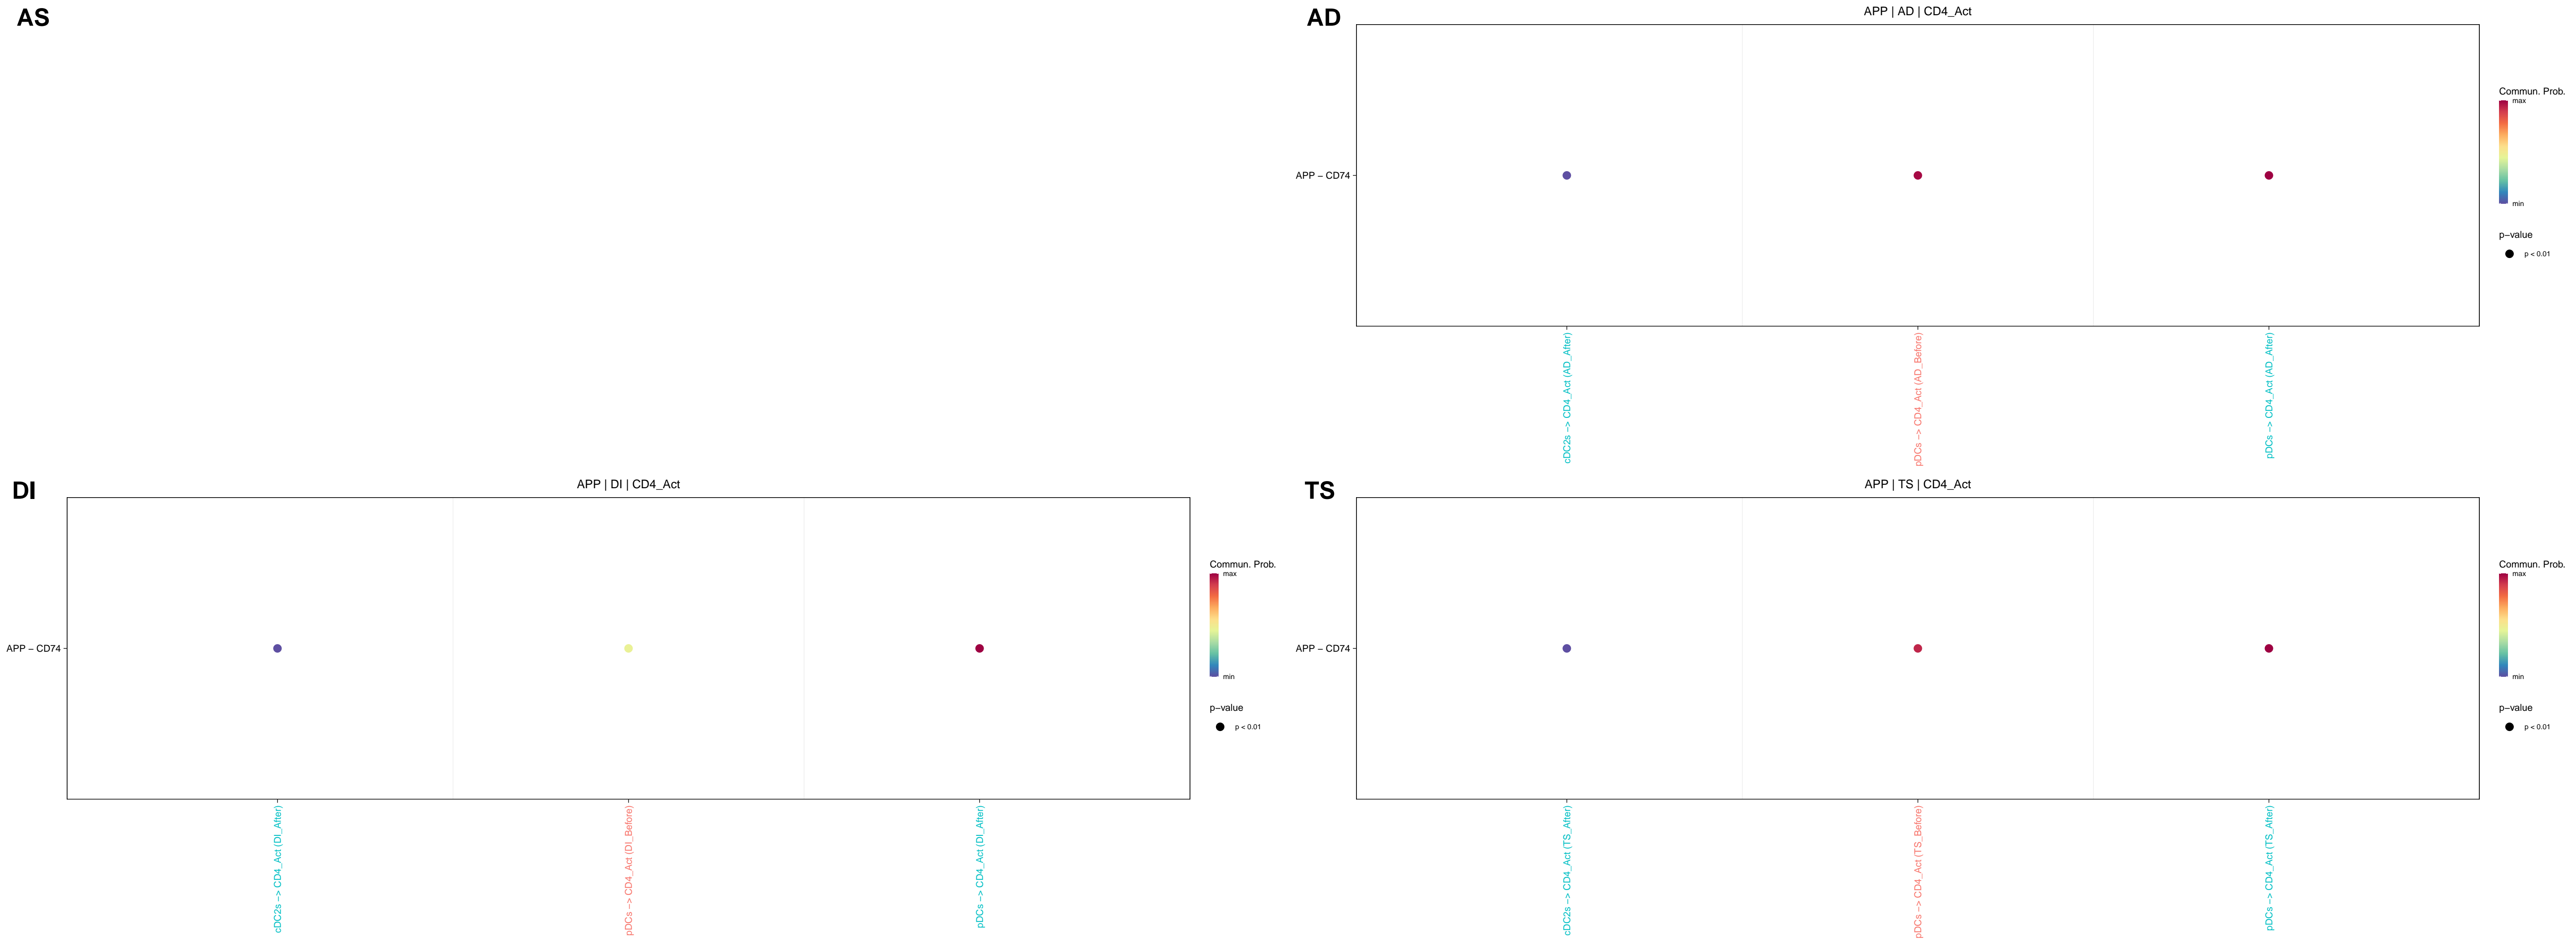 AS
AD
APP | AD | CD4_Act
APP – CD74
Commun. Prob.
max
min
p–value
p < 0.01
cDC2s –> CD4_Act (AD_After)
pDCs –> CD4_Act (AD_Before)
pDCs –> CD4_Act (AD_After)
DI
APP | DI | CD4_Act
APP – CD74
Commun. Prob.
max
min
p–value
p < 0.01
cDC2s –> CD4_Act (DI_After)
pDCs –> CD4_Act (DI_Before)
pDCs –> CD4_Act (DI_After)
TS
APP | TS | CD4_Act
APP – CD74
Commun. Prob.
max
min
p–value
p < 0.01
cDC2s –> CD4_Act (TS_After)
pDCs –> CD4_Act (TS_Before)
pDCs –> CD4_Act (TS_After)